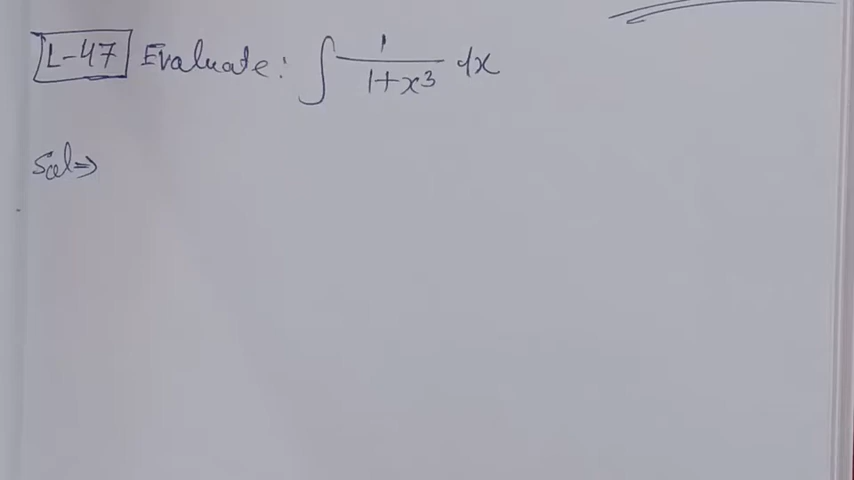 L-47 Evaluate: ∫ 1/(1+x³) dx
Sol⇒